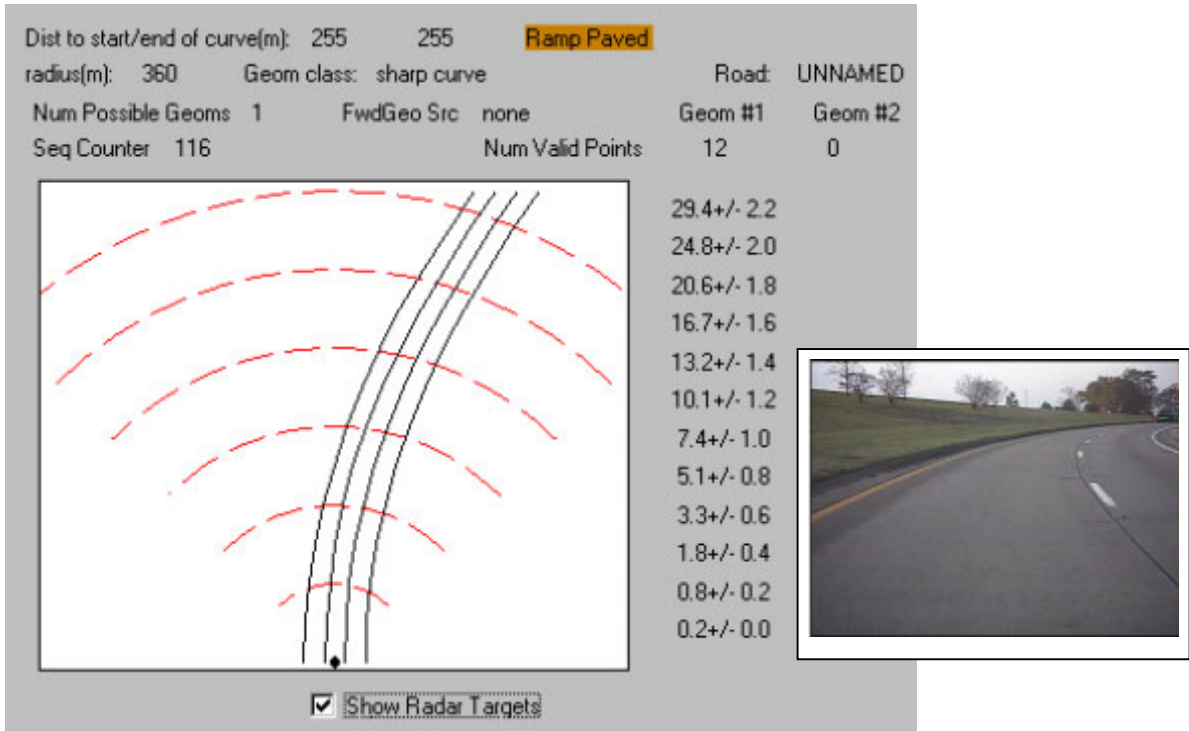 Dist to start/end of curve(m): 255 255 Ramp Paved
radius(m): 360 Geom class: sharp curve Road: UNNAMED
Num Possible Geoms 1 FwdGeo Src none Geom #1 Geom #2
Seq Counter 116 Num Valid Points 12 0
29.4+/- 2.2
24.8+/- 2.0
20.6+/- 1.8
16.7+/- 1.6
13.2+/- 1.4
10.1+/- 1.2
7.4+/- 1.0
5.1+/- 0.8
3.3+/- 0.6
1.8+/- 0.4
0.8+/- 0.2
0.2+/- 0.0
Show Radar Targets